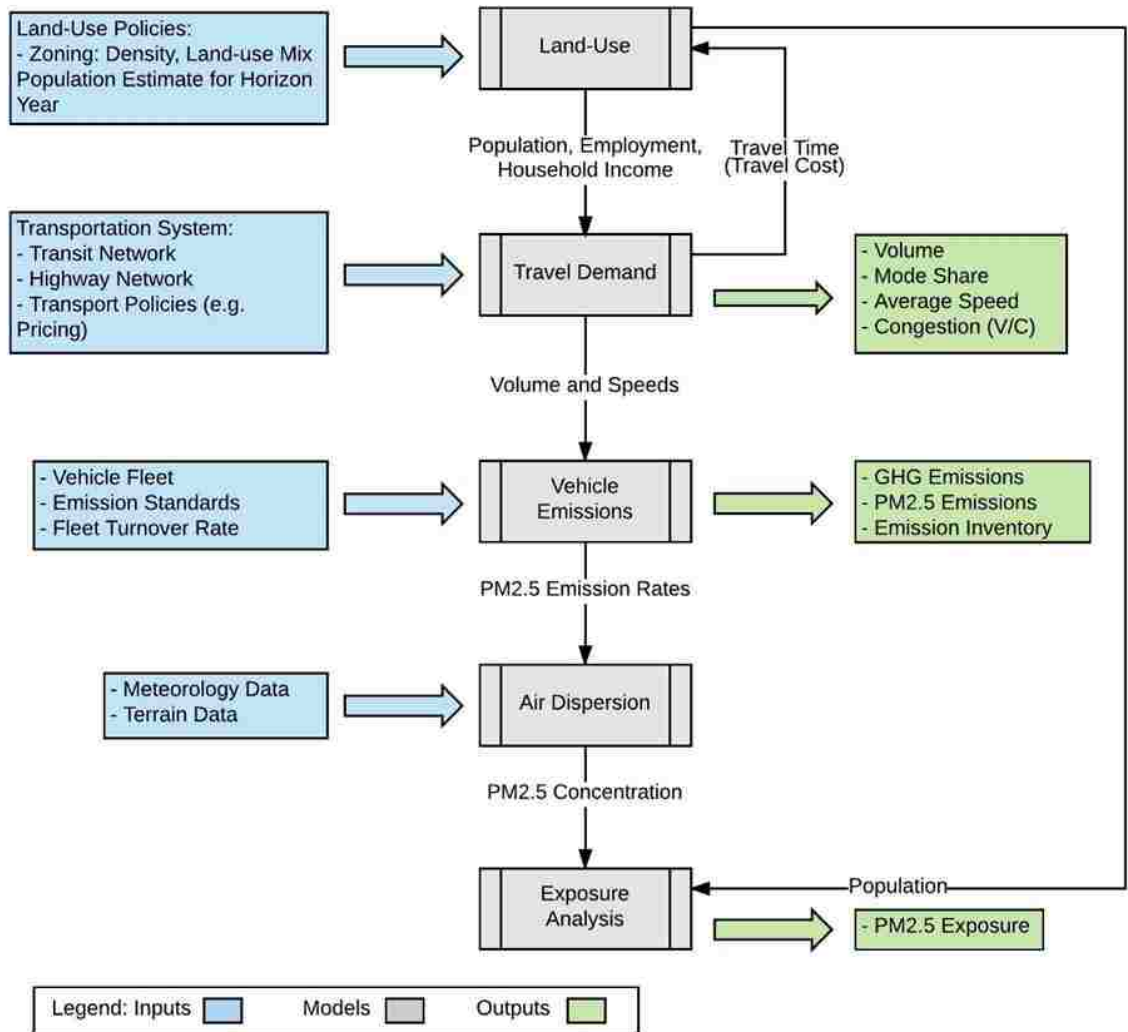 Land-Use Policies:
- Zoning: Density, Land-use Mix
Population Estimate for Horizon
Year
Land-Use
Population, Employment,
Household Income
Travel Time
(Travel Cost)
Transportation System:
- Transit Network
- Highway Network
- Transport Policies (e.g.
Pricing)
Travel Demand
- Volume
- Mode Share
- Average Speed
- Congestion (V/C)
Volume and Speeds
- Vehicle Fleet
- Emission Standards
- Fleet Turnover Rate
Vehicle
Emissions
- GHG Emissions
- PM2.5 Emissions
- Emission Inventory
PM2.5 Emission Rates
- Meteorology Data
- Terrain Data
Air Dispersion
PM2.5 Concentration
Exposure
Analysis
Population
- PM2.5 Exposure
Legend: Inputs Models Outputs